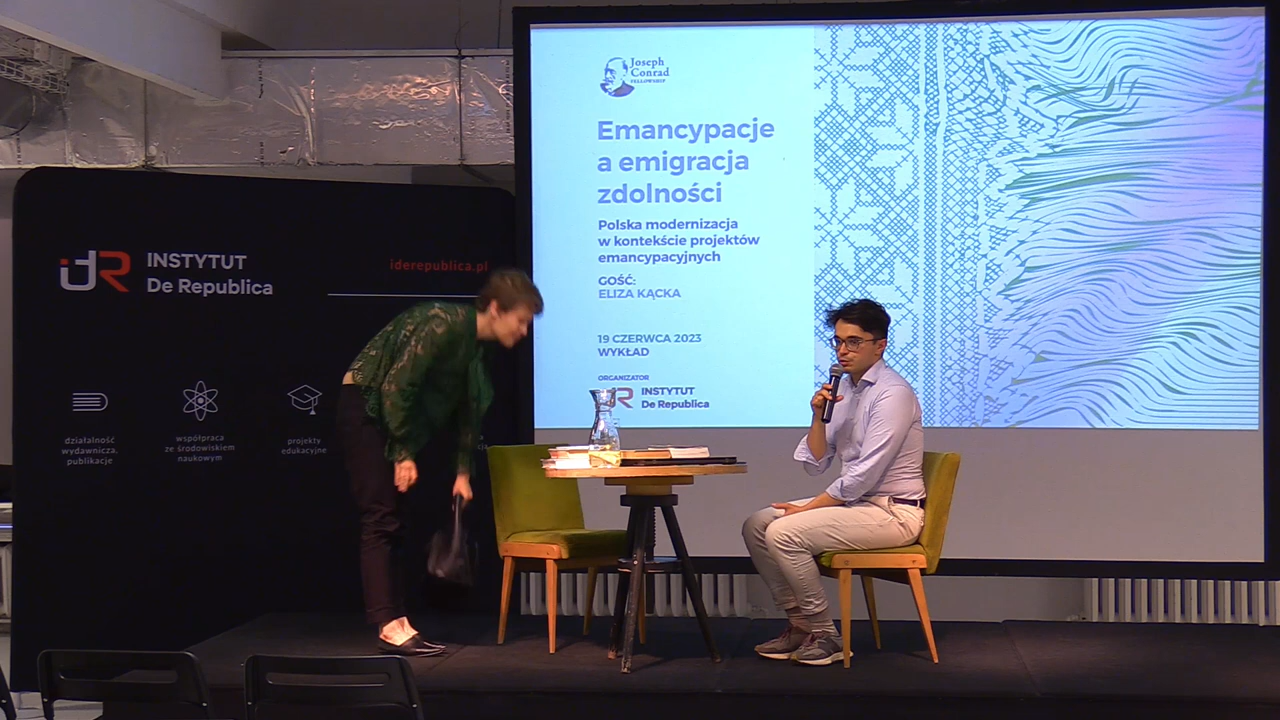 INSTYTUT
De Republica
iderepublica.pl
działalność
wydawnicza,
publikacje
współpraca
ze środowiskiem
naukowym
projekty
edukacyjne
Joseph
Conrad
FELLOWSHIP
Emancypacje
a emigracja
zdolności
Polska modernizacja
w kontekście projektów
emancypacyjnych
GOŚĆ:
ELIZA KĄCKA
19 CZERWCA 2023
WYKŁAD
ORGANIZATOR
INSTYTUT
De Republica